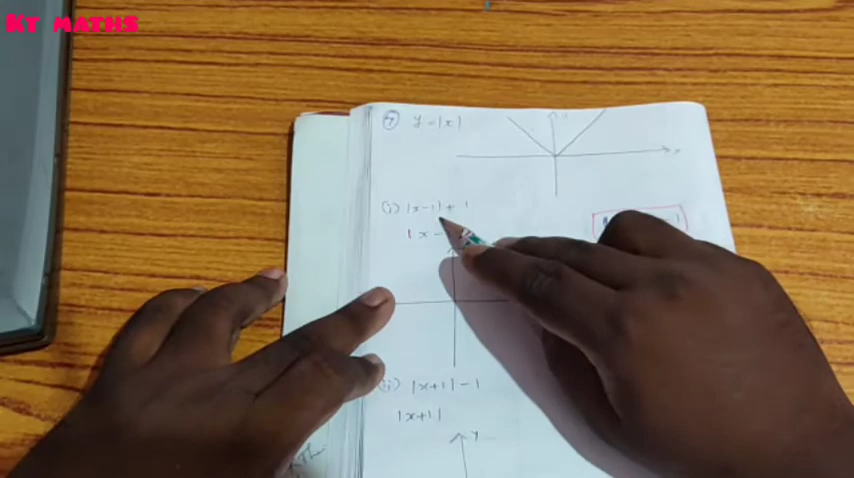 KT MATHS
7 y = |x|
x
(i) |x-1| + 1
|x -
(ii) |x+1| - 1
|x+1|
y